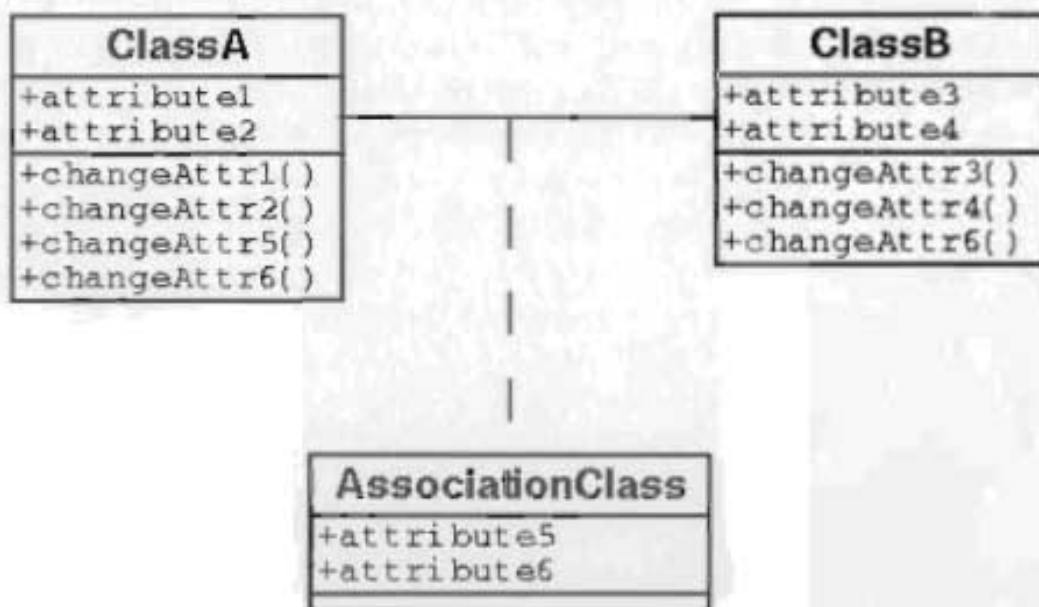 ClassA
+attribute1
+attribute2
+changeAttr1()
+changeAttr2()
+changeAttr5()
+changeAttr6()
ClassB
+attribute3
+attribute4
+changeAttr3()
+changeAttr4()
+changeAttr6()
AssociationClass
+attribute5
+attribute6